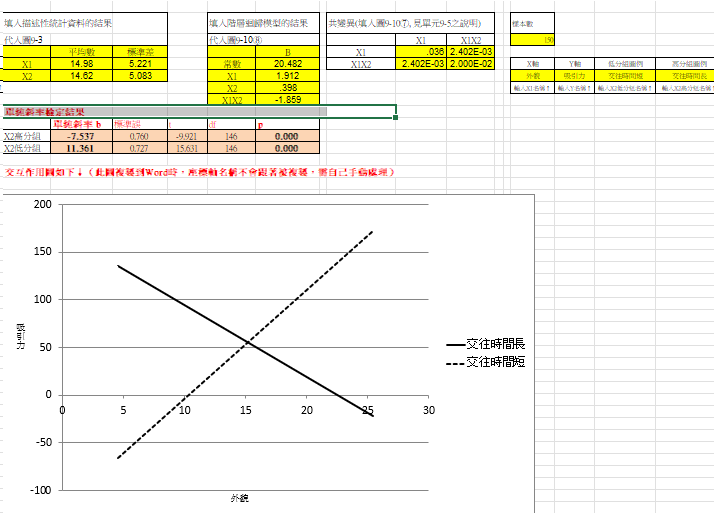 填入描述性統計資料的結果
代入圖9-3
平均數 標準差
X1 14.98 5.221
X2 14.62 5.083
填入階層迴歸模型的結果
代入圖9-10⑧
B
常數 20.482
X1 1.912
X2 .398
X1X2 -1.859
共變異(填入圖9-10⑦), 見單元9-5之說明)
X1 X1X2
X1 .036 2.402E-03
X1X2 2.402E-03 2.000E-02
樣本數
150
X軸 Y軸 低分組圖例 高分組圖例
外貌 吸引力 交往時間短 交往時間長
輸入X1名稱↑ 輸入Y名稱↑ 輸入X2低分組名稱↑ 輸入X2高分組名稱↑
單純斜率檢定結果
單純斜率 b 標準誤 t df p
X2高分組 -7.537 0.760 -9.921 146 0.000
X2低分組 11.361 0.727 15.631 146 0.000
交互作用圖如下↓（此圖複製到Word時，座標軸名稱不會跟著被複製，需自己手動處理）
200
150
100
50
0
-50
-100
0 5 10 15 20 25 30
吸引力
外貌
交往時間長
交往時間短